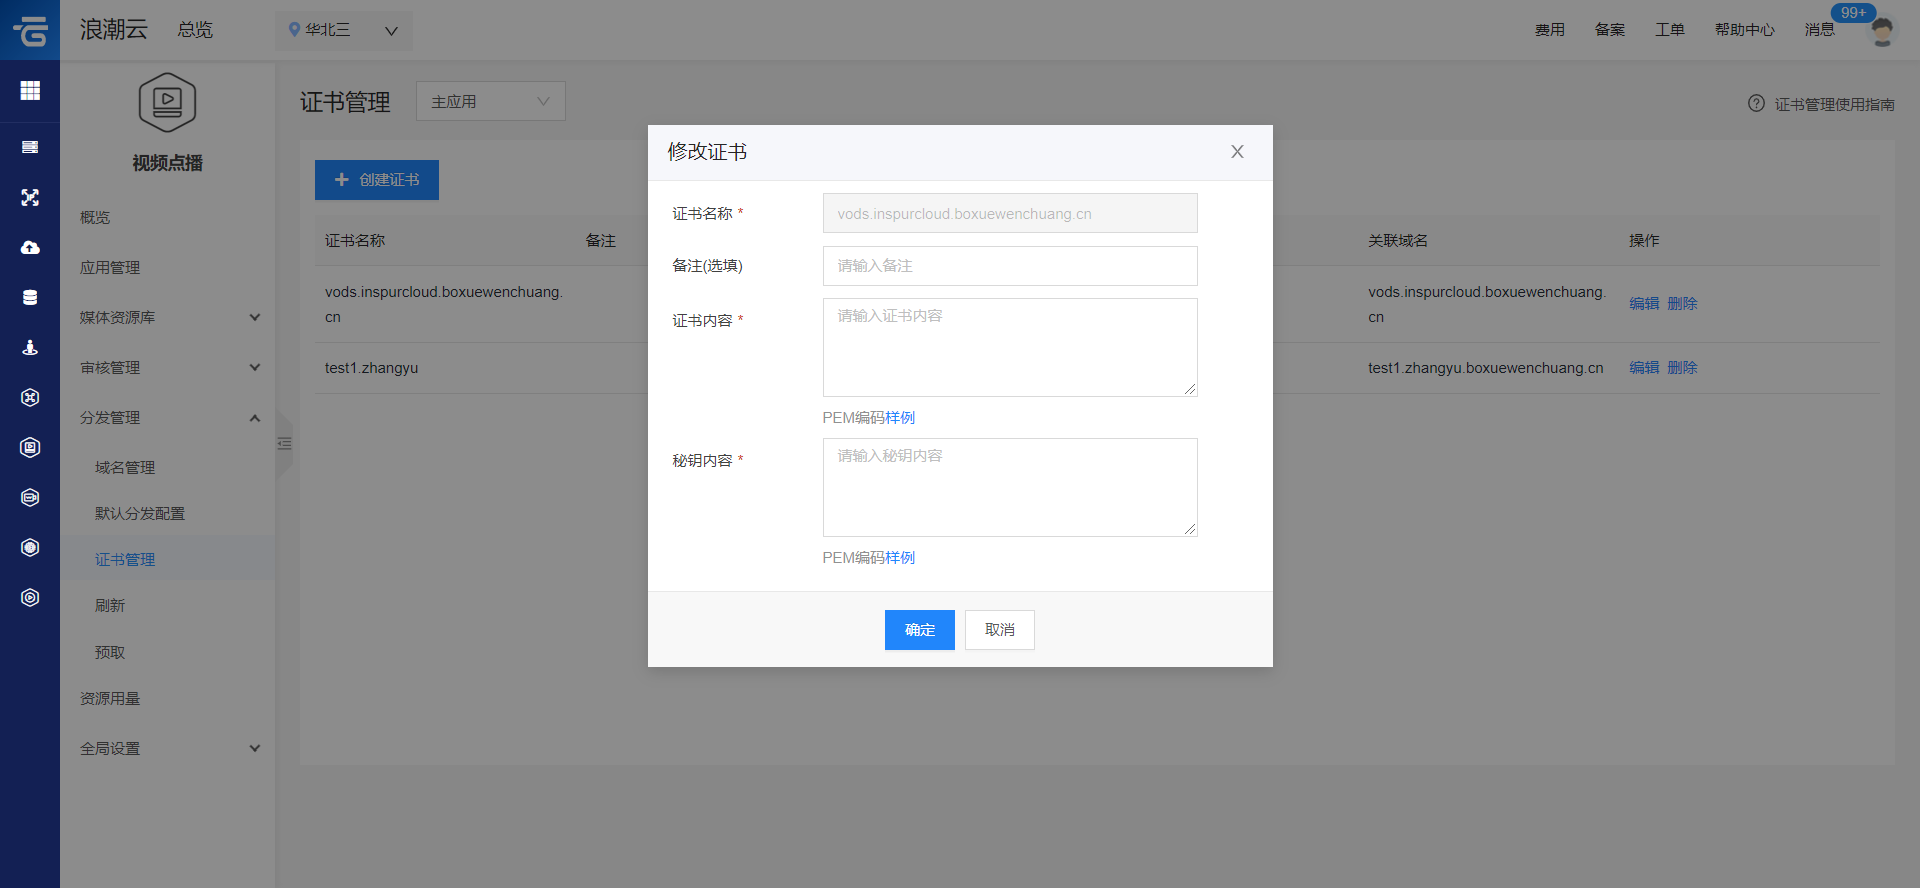 浪潮云
总览
华北三
费用
备案
工单
帮助中心
消息
99+
视频点播
概览
应用管理
媒体资源库
审核管理
分发管理
域名管理
默认分发配置
证书管理
刷新
预取
资源用量
全局设置
证书管理
主应用
证书管理使用指南
创建证书
证书名称
备注
关联域名
操作
vods.inspurcloud.boxuewenchuang.
cn
vods.inspurcloud.boxuewenchuang.
cn
编辑 删除
test1.zhangyu
test1.zhangyu.boxuewenchuang.cn
编辑 删除
修改证书
证书名称 *
vods.inspurcloud.boxuewenchuang.cn
备注(选填)
请输入备注
证书内容 *
请输入证书内容
PEM编码样例
秘钥内容 *
请输入秘钥内容
PEM编码样例
确定
取消